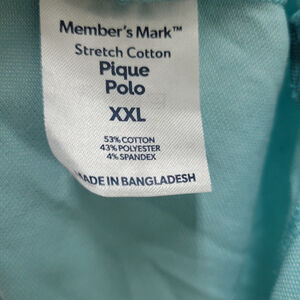 Member's Mark™
Stretch Cotton
Pique
Polo
XXL
53% COTTON
43% POLYESTER
4% SPANDEX
MADE IN BANGLADESH